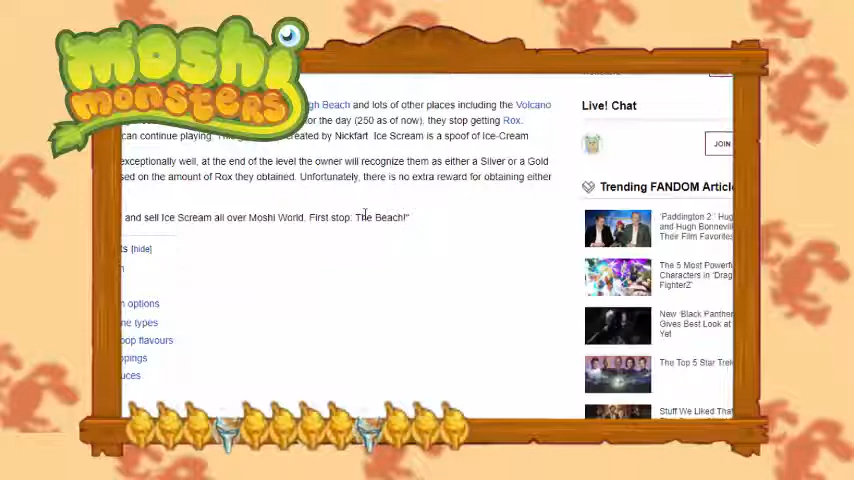 moshi
monsters
gh Beach and lots of other places including the Volcano
for the day (250 as of now), they stop getting Rox.
can continue playing.
created by Nickfart Ice Scream is a spoof of Ice-Cream
exceptionally well, at the end of the level the owner will recognize them as either a Silver or a Gold
sed on the amount of Rox they obtained. Unfortunately, there is no extra reward for obtaining either
and sell Ice Scream all over Moshi World. First stop: The Beach!"
ts [hide]
n options
ne types
oop flavours
ppings
uces
Live! Chat
JOIN
Trending FANDOM Article
'Paddington 2' Hug
and Hugh Bonnevil
Their Film Favorites
The 5 Most Powerfu
Characters in 'Drag
FighterZ'
New 'Black Panther
Gives Best Look at
Yet
The Top 5 Star Trek
Stuff We Liked That